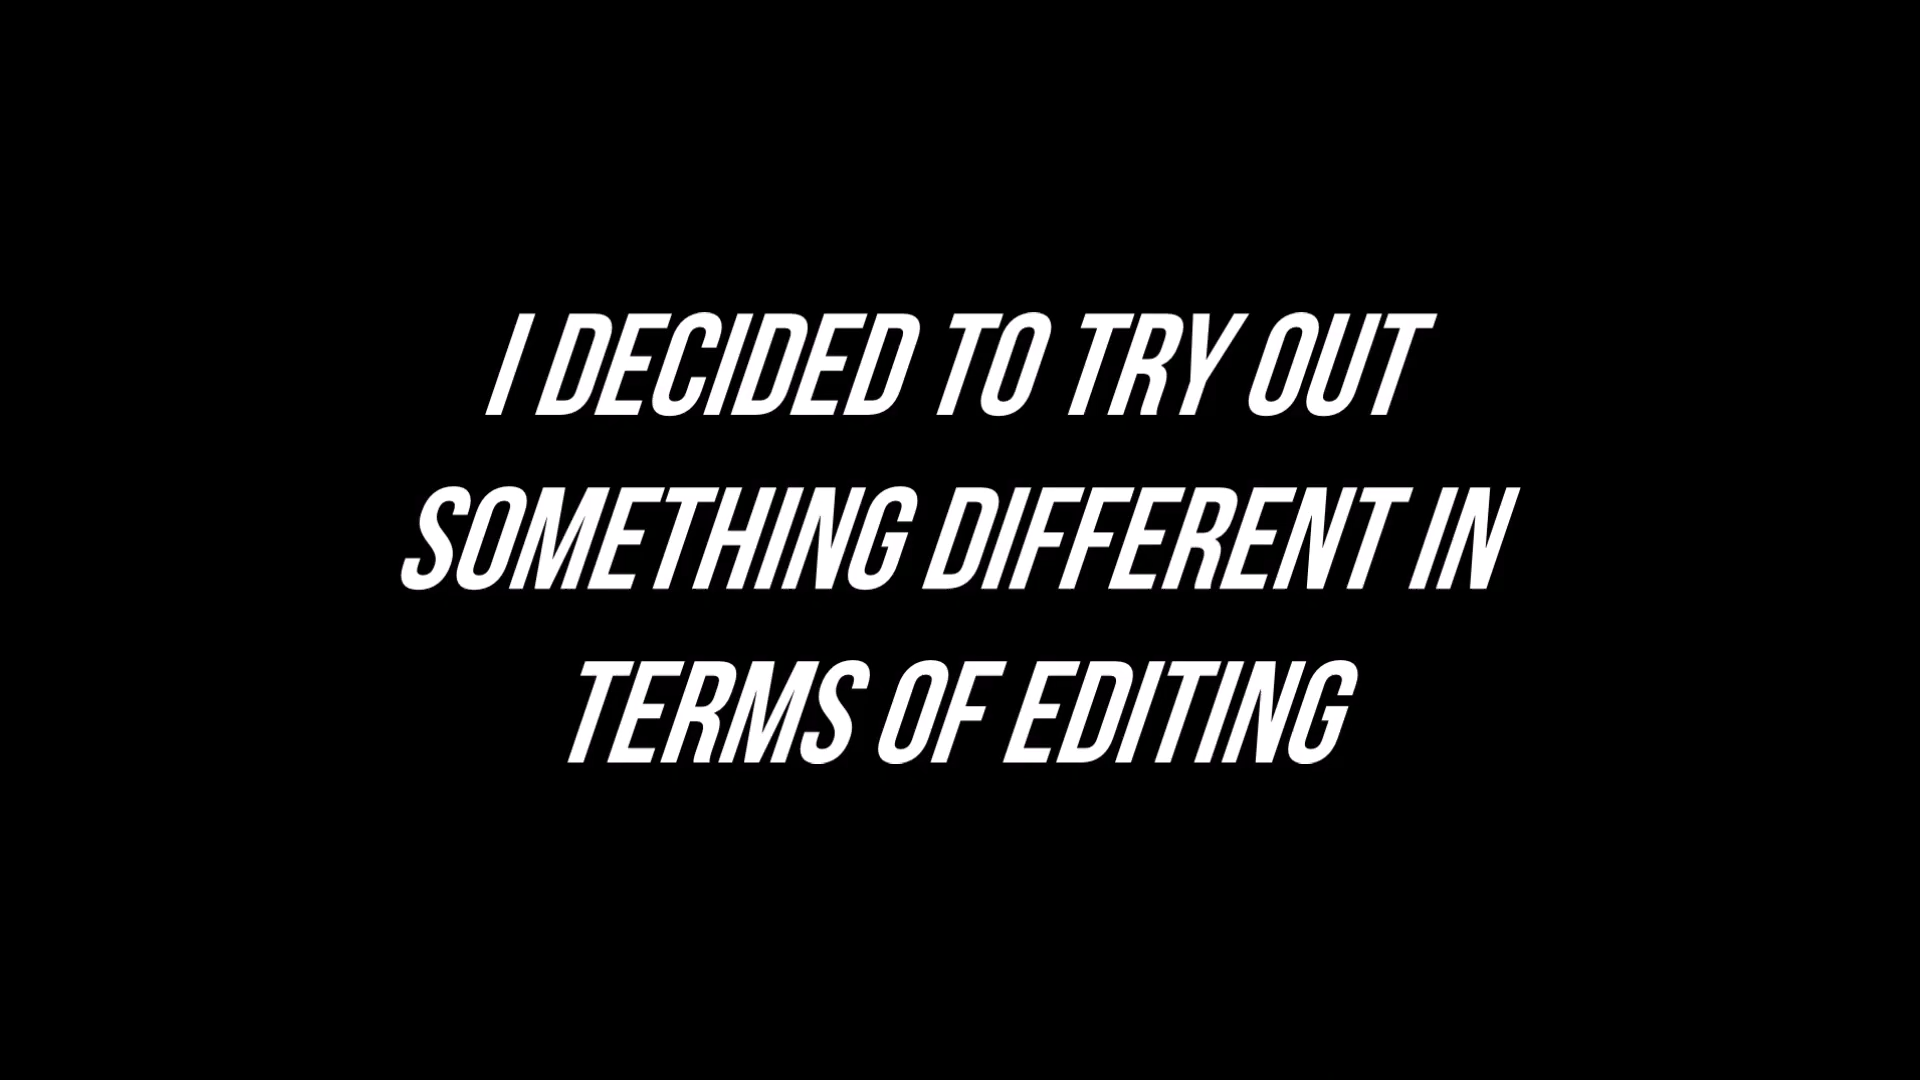 I DECIDED TO TRY OUT
SOMETHING DIFFERENT IN
TERMS OF EDITING